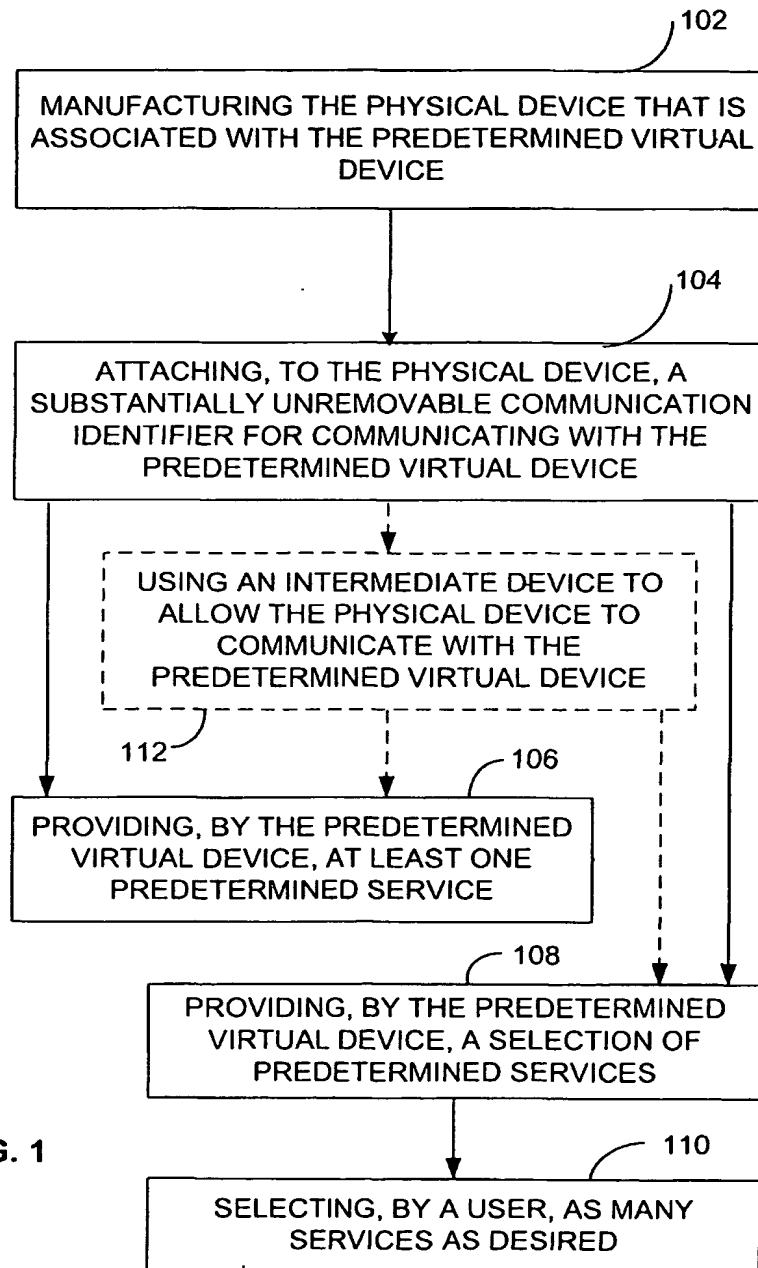 102
MANUFACTURING THE PHYSICAL DEVICE THAT IS
ASSOCIATED WITH THE PREDETERMINED VIRTUAL
DEVICE
104
ATTACHING, TO THE PHYSICAL DEVICE, A
SUBSTANTIALLY UNREMOVABLE COMMUNICATION
IDENTIFIER FOR COMMUNICATING WITH THE
PREDETERMINED VIRTUAL DEVICE
USING AN INTERMEDIATE DEVICE TO
ALLOW THE PHYSICAL DEVICE TO
COMMUNICATE WITH THE
PREDETERMINED VIRTUAL DEVICE
112
106
PROVIDING, BY THE PREDETERMINED
VIRTUAL DEVICE, AT LEAST ONE
PREDETERMINED SERVICE
108
PROVIDING, BY THE PREDETERMINED
VIRTUAL DEVICE, A SELECTION OF
PREDETERMINED SERVICES
G. 1
110
SELECTING, BY A USER, AS MANY
SERVICES AS DESIRED